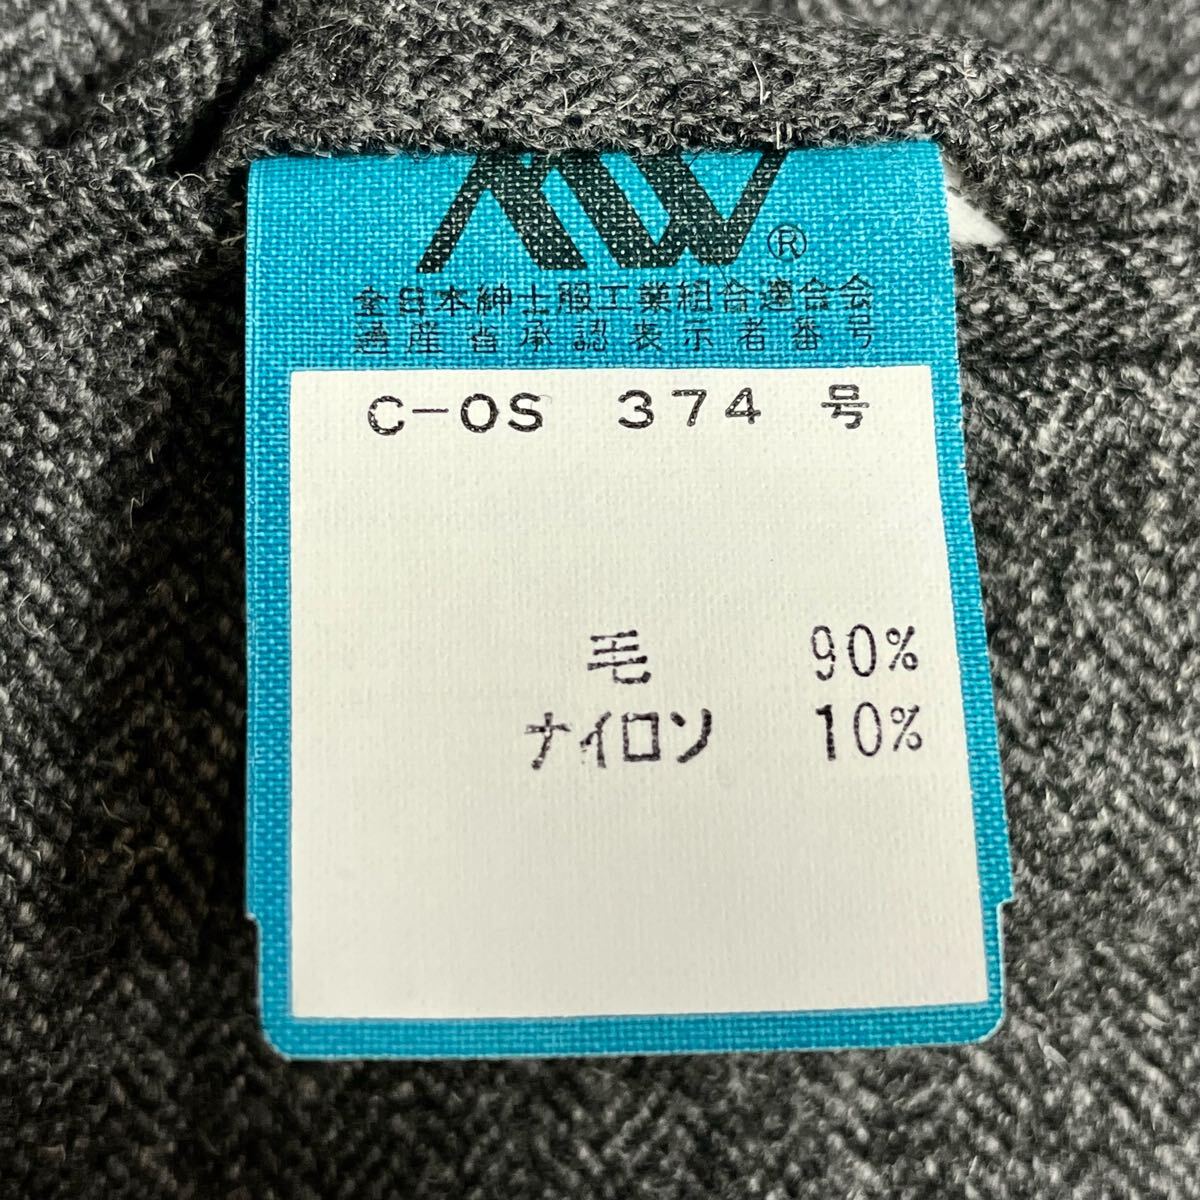 ®
全日本紳士服工業組合連合会
通産省承認表示者番号
C-OS 374 号
毛 90%
ナイロン 10%